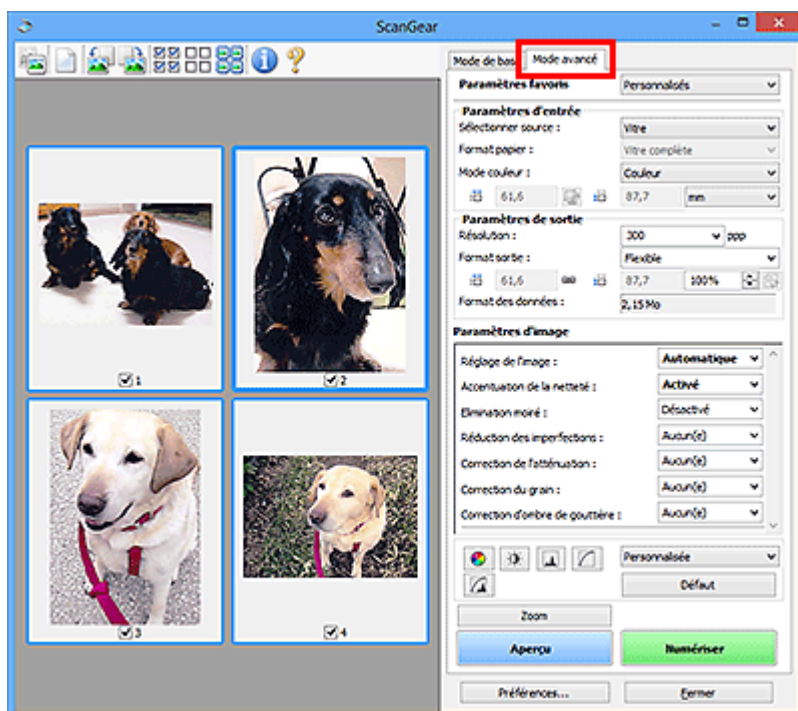 ScanGear
Mode de base Mode avancé
Paramètres favoris Personnalisés
Paramètres d'entrée
Sélectionner source : Vitre
Format papier : Vitre complète
Mode couleur : Couleur
61,6 87,7 mm
Paramètres de sortie
Résolution : 300 ppp
Format sortie : Flexible
61,6 87,7 100%
Format des données : 2,15 Mo
Paramètres d'image
Réglage de l'image : Automatique
Accentuation de la netteté : Activé
Elimination moiré : Désactivé
Réduction des imperfections : Aucun(e)
Correction de l'atténuation : Aucun(e)
Correction du grain : Aucun(e)
Correction d'ombre de gouttière : Aucun(e)
Personnalisée
Défaut
Zoom
Aperçu Numériser
Préférences... Fermer
1 2
3 4